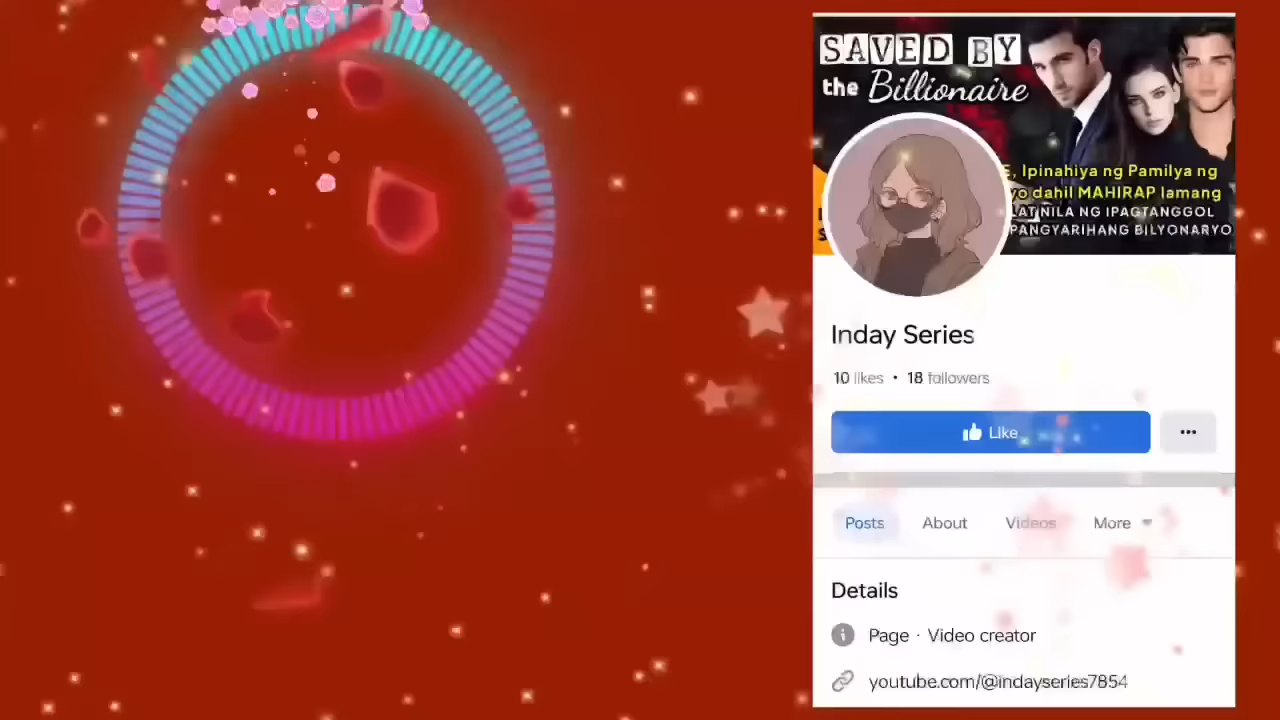 SAVED BY
the Billionaire
Ipinahiya ng Pamilya ng
dahil MAHIRAP lamang
NILA NG IPAGTANGGOL
PANGYARIHANG BILYONARYO
Inday Series
10 likes • 18 followers
Like
Posts About Videos More
Details
Page · Video creator
youtube.com/@indayseries7854